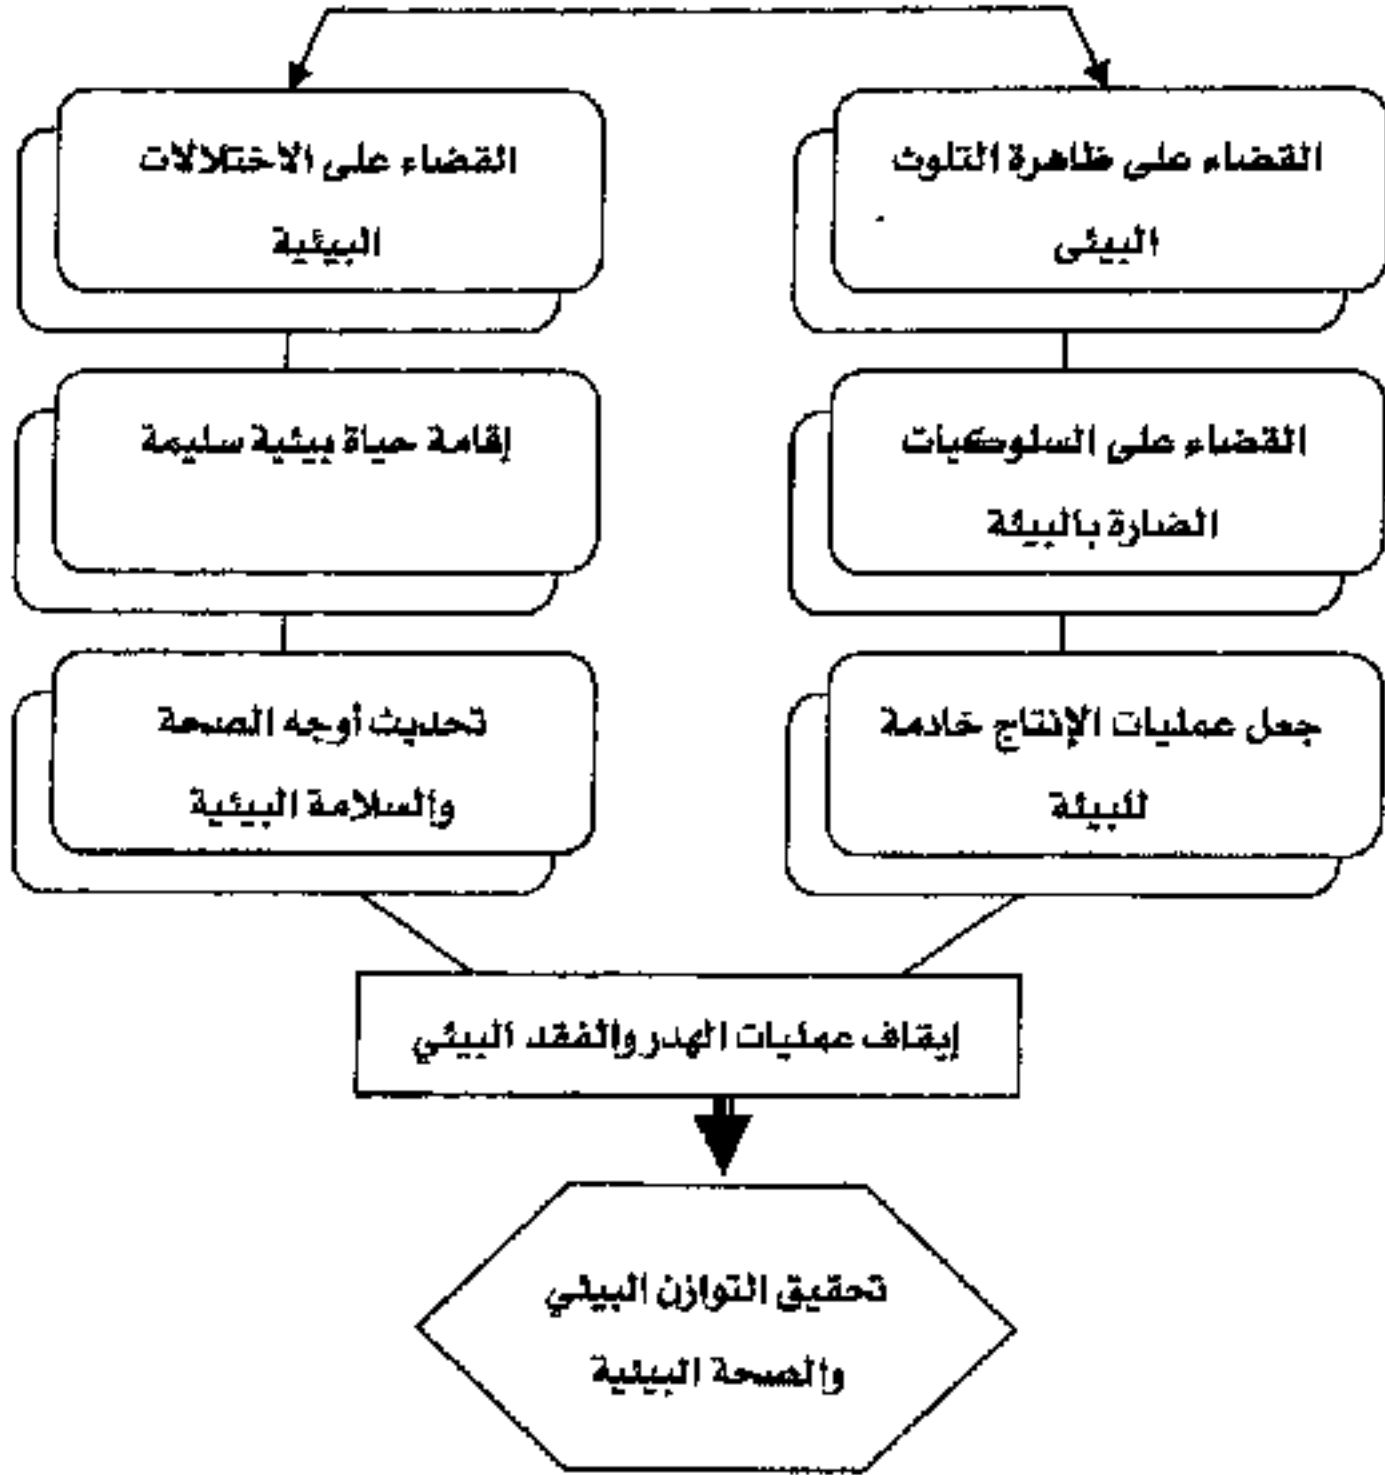 القضاء على ظاهرة التلوث
البيئى
القضاء على الاختلالات
البيئية
القضاء على السلوكيات
الضارة بالبيئة
إقامة حياة بيئية سليمة
جعل عمليات الإنتاج خادمة
للبيئة
تحديث أوجه الصحة
والسلامة البيئية
إيقاف عمليات الهدر والفقد البيئي
تحقيق التوازن البيئي
والصحة البيئية